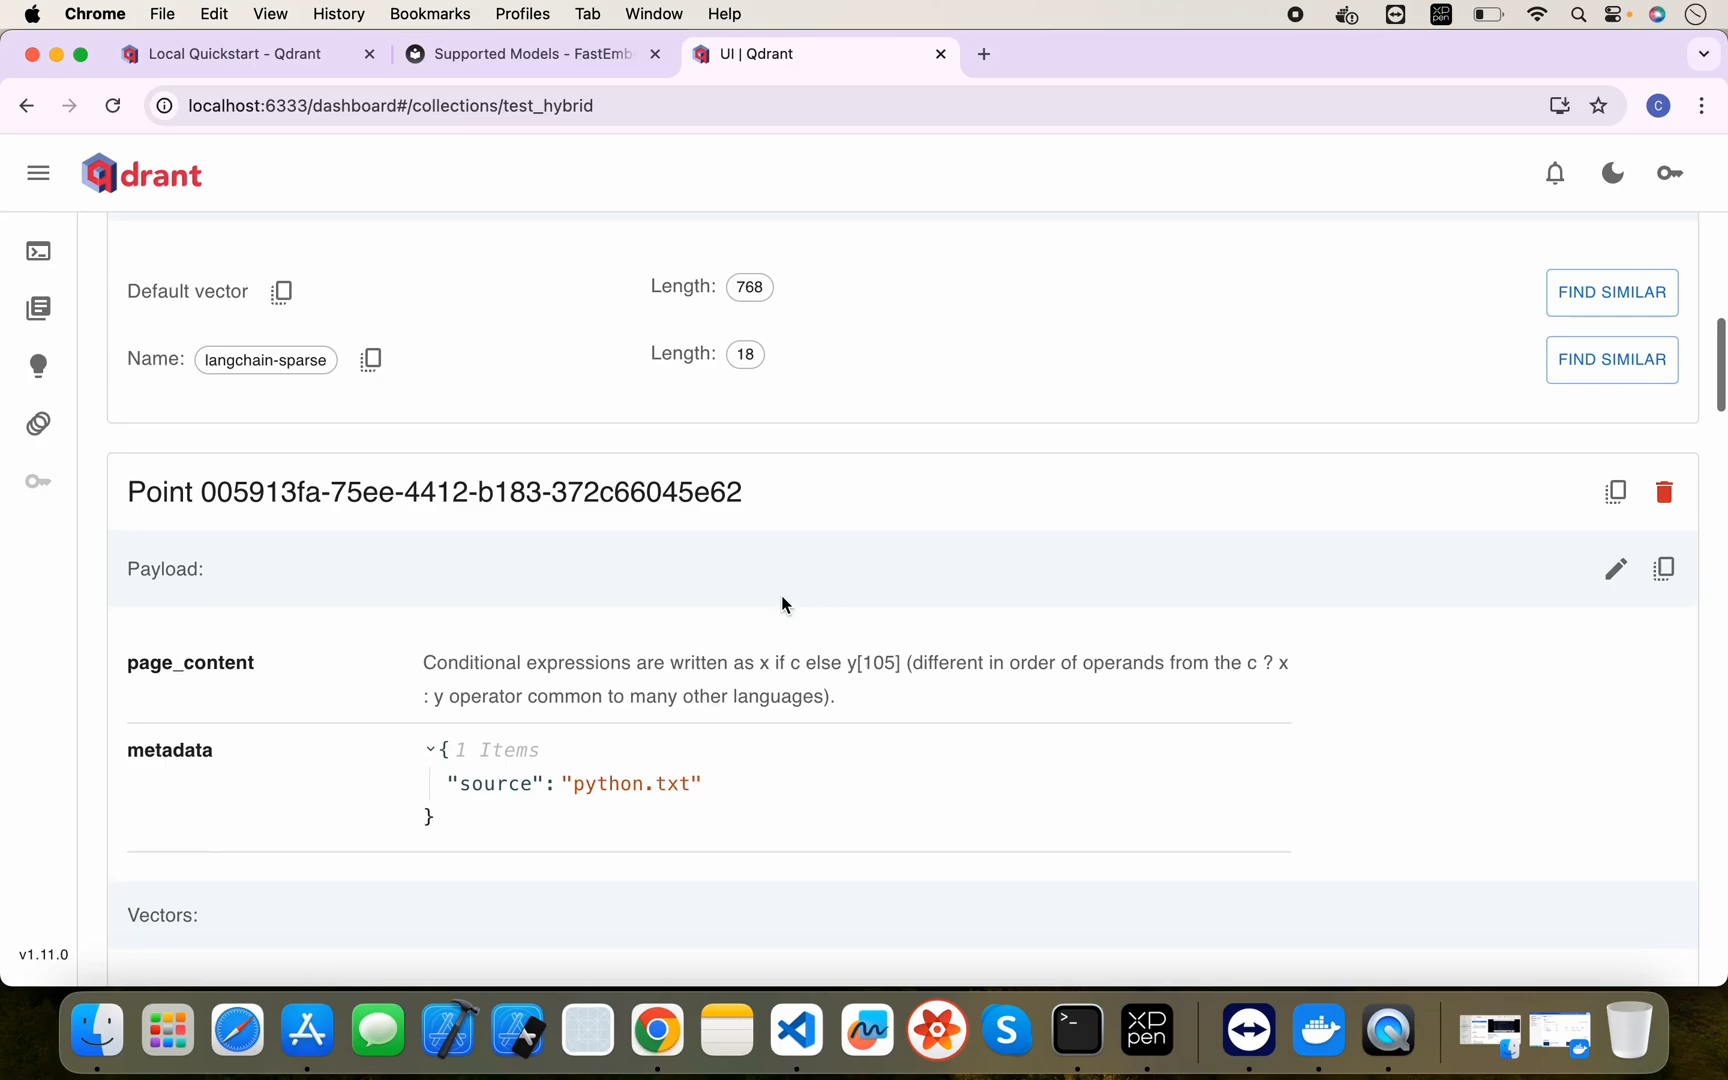 Chrome File Edit View History Bookmarks Profiles Tab Window Help
Local Quickstart - Qdrant Supported Models - FastEmb UI | Qdrant
localhost:6333/dashboard#/collections/test_hybrid
C
qdrant
Default vector Length: 768 FIND SIMILAR
Name: langchain-sparse Length: 18 FIND SIMILAR
Point 005913fa-75ee-4412-b183-372c66045e62
Payload:
page_content Conditional expressions are written as x if c else y[105] (different in order of operands from the c ? x
: y operator common to many other languages).
metadata { 1 Items
"source": "python.txt"
}
Vectors:
v1.11.0
XP
pen